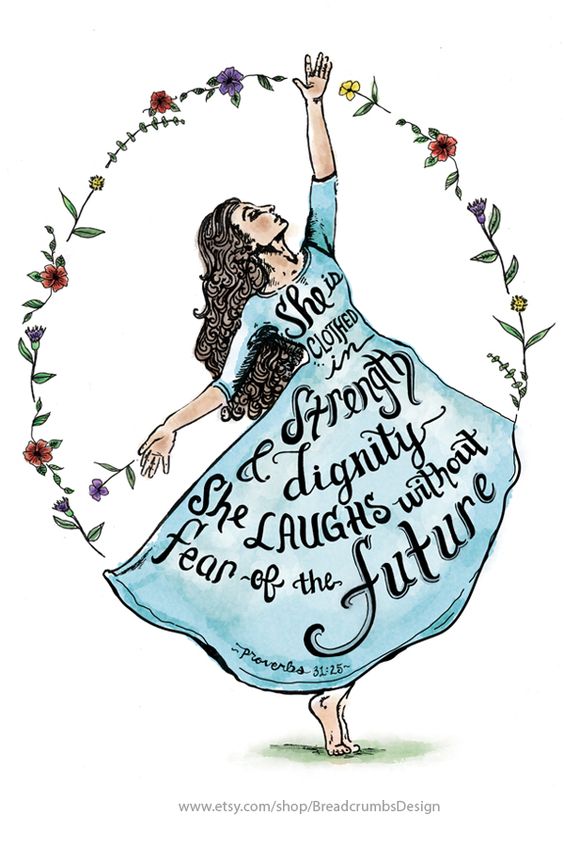 She is
CLOTHED
in
Strength
& dignity
She LAUGHS without
fear of the future
~proverbs 31:25~
www.etsy.com/shop/BreadcrumbsDesign